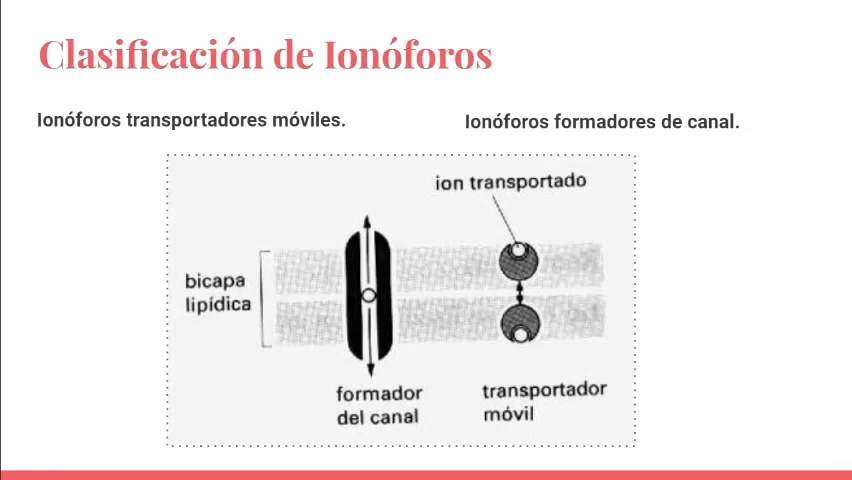 Clasificación de Ionóforos
Ionóforos transportadores móviles.
Ionóforos formadores de canal.
ion transportado
bicapa
lipídica
formador
del canal
transportador
móvil